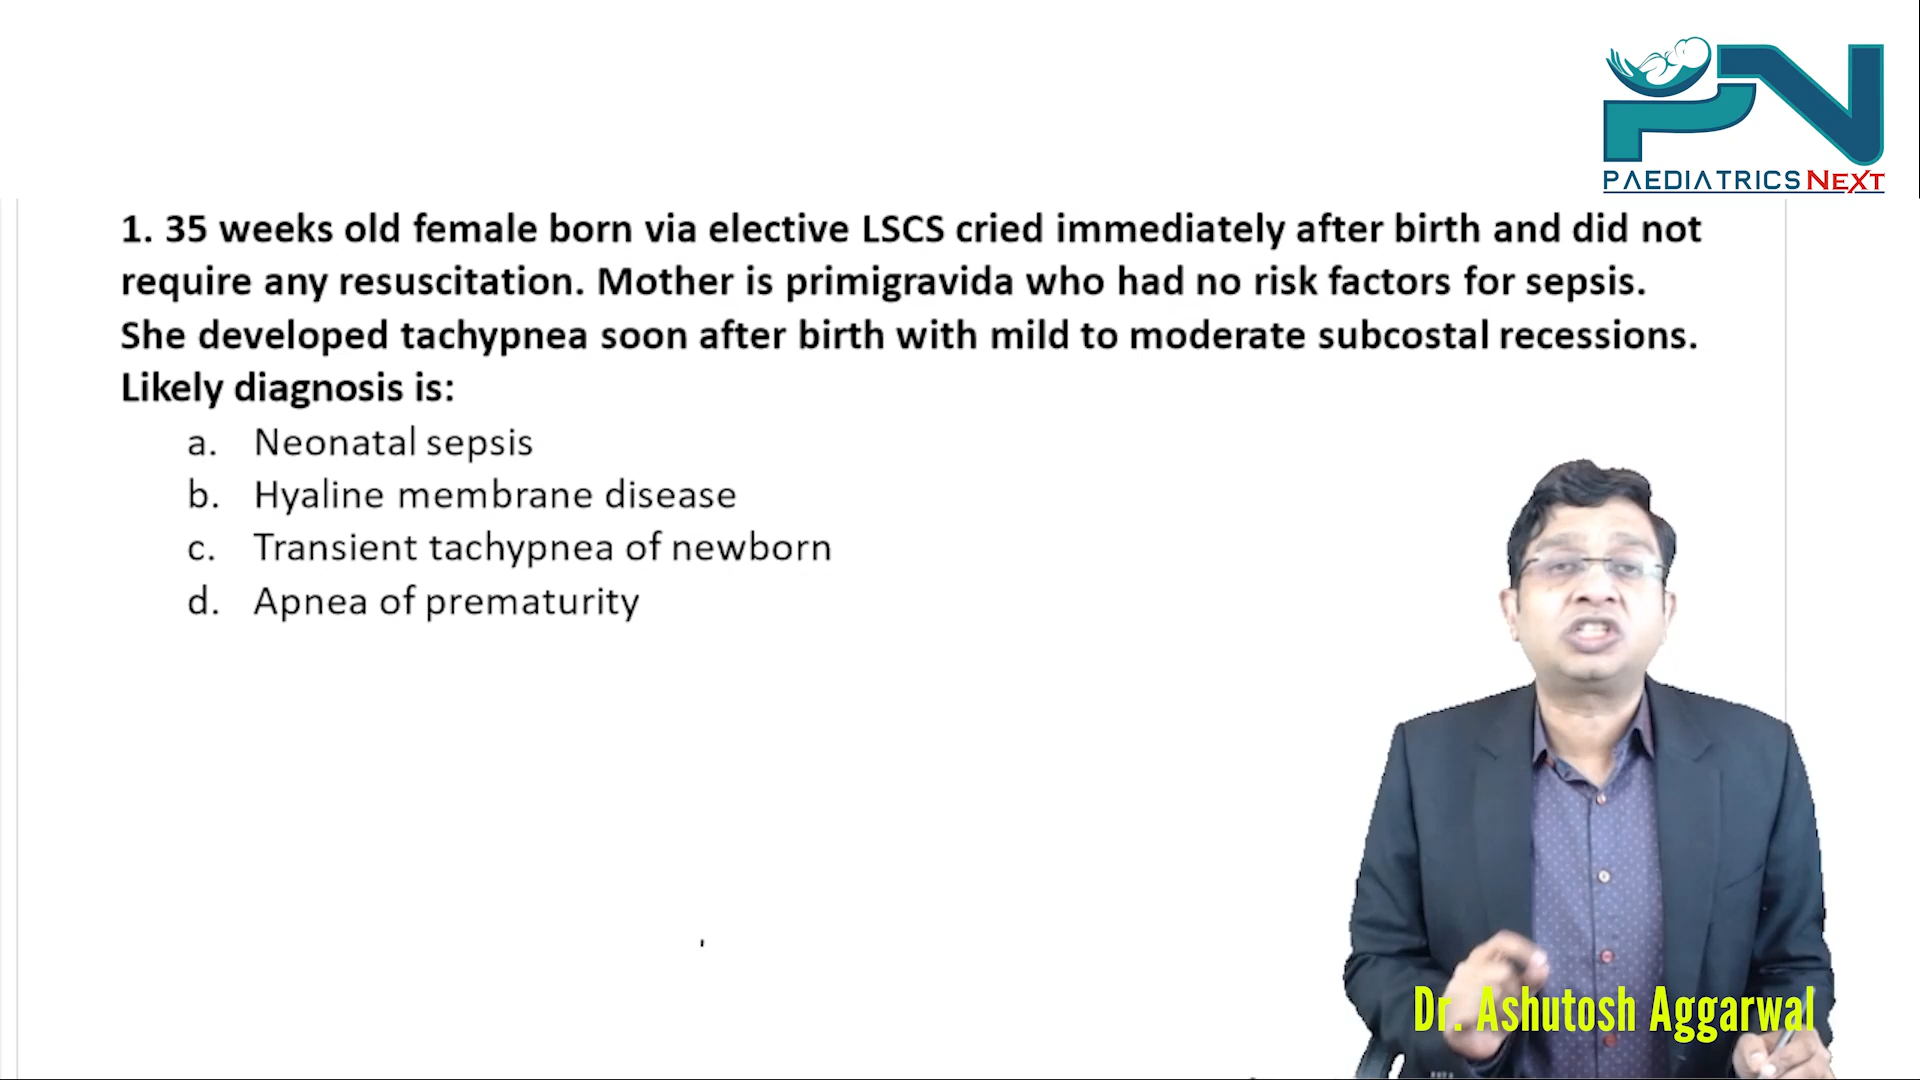 PAEDIATRICS NEXT
1. 35 weeks old female born via elective LSCS cried immediately after birth and did not
require any resuscitation. Mother is primigravida who had no risk factors for sepsis.
She developed tachypnea soon after birth with mild to moderate subcostal recessions.
Likely diagnosis is:
a. Neonatal sepsis
b. Hyaline membrane disease
c. Transient tachypnea of newborn
d. Apnea of prematurity
Dr. Ashutosh Aggarwal